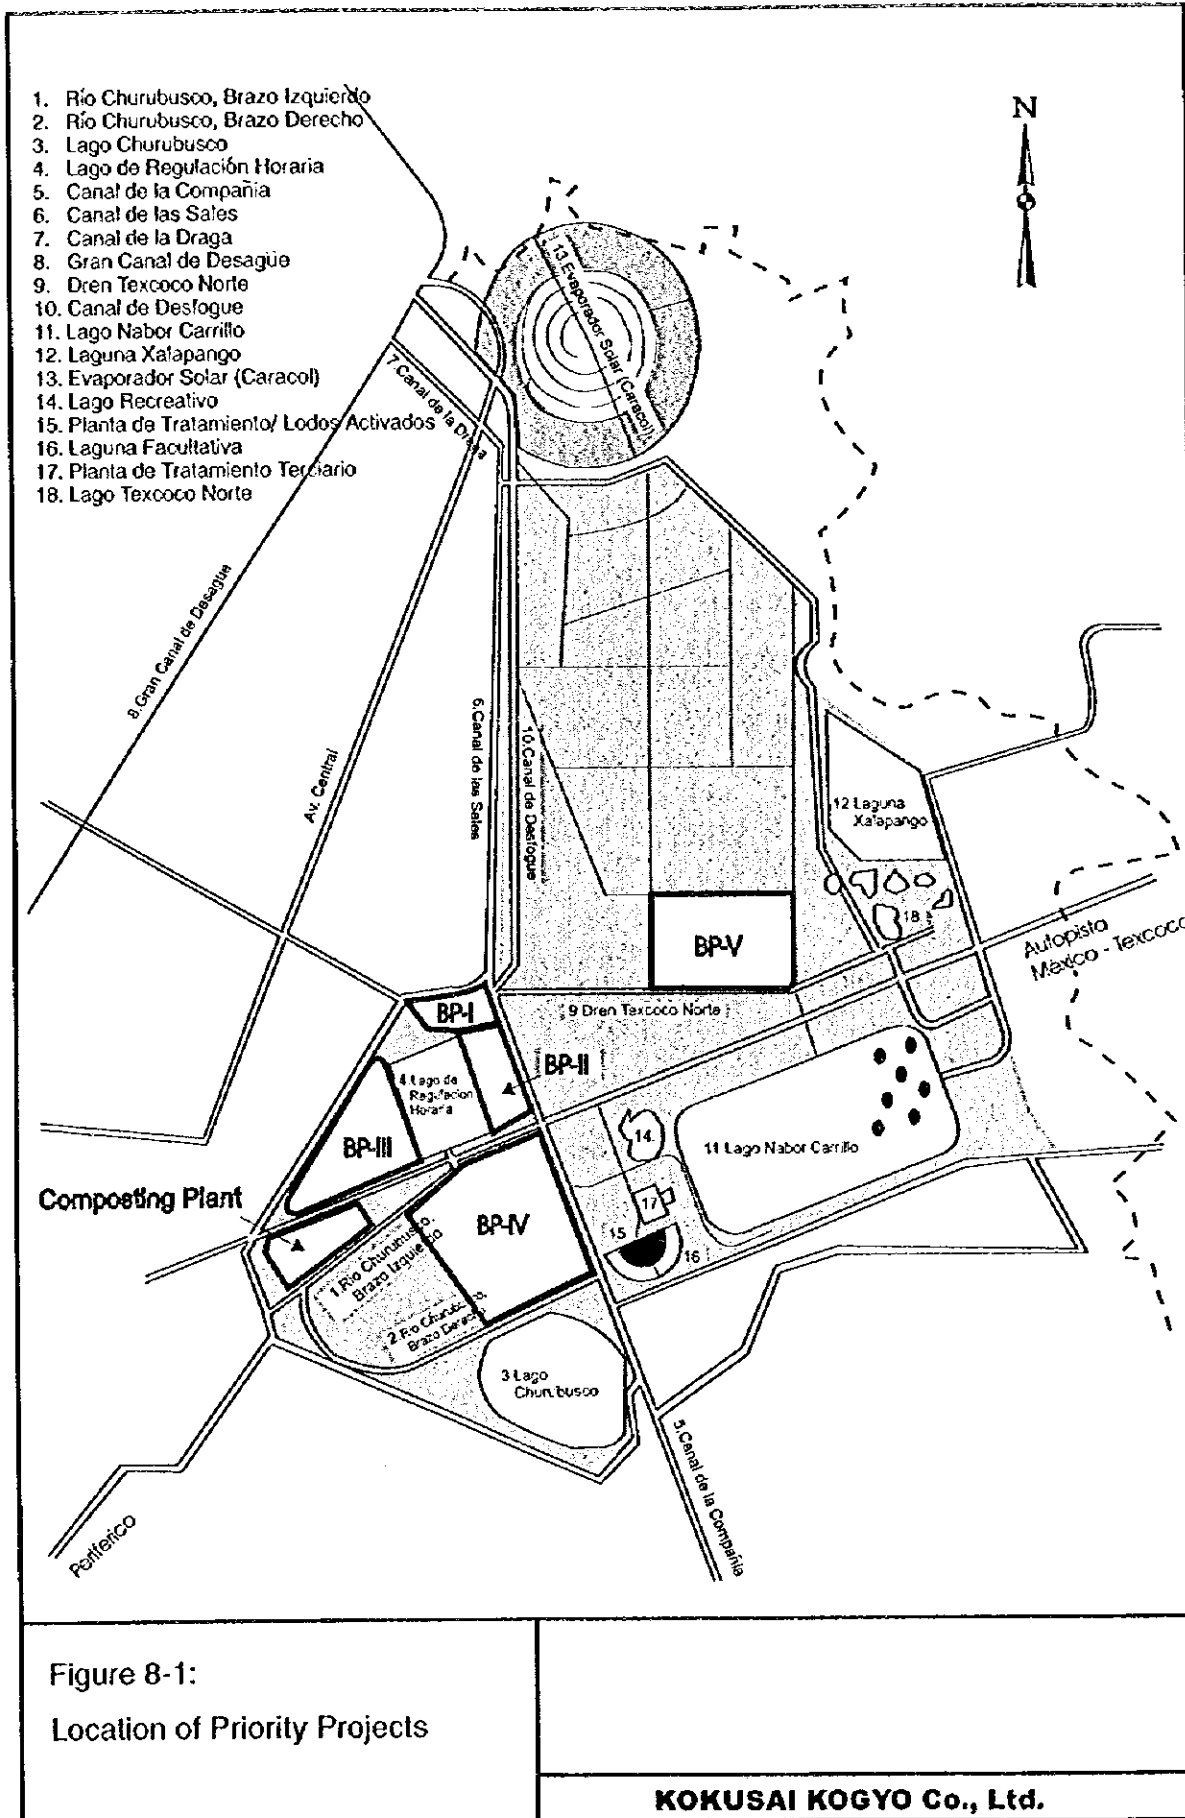 1. Río Churubusco, Brazo Izquierdo
2. Río Churubusco, Brazo Derecho
3. Lago Churubusco
4. Lago de Regulación Horaria
5. Canal de la Compañia
6. Canal de las Sales
7. Canal de la Draga
8. Gran Canal de Desagüe
9. Dren Texcoco Norte
10. Canal de Desfogue
11. Lago Nabor Carrillo
12. Laguna Xalapango
13. Evaporador Solar (Caracol)
14. Lago Recreativo
15. Planta de Tratamiento/ Lodos Activados
16. Laguna Facultativa
17. Planta de Tratamiento Terciario
18. Lago Texcoco Norte
N
13.Evaporador Solar (Caracol)
7.Canal de la Draga
8.Gran Canal de Desagüe
Av. Central
6.Canal de las Sales
10.Canal de Desfogue
12 Laguna
Xalapango
18
BP-V
Autopista
México - Texcoco
BP-I
9 Dren Texcoco Norte
BP-II
4.Lago de
Regulacion
Horaria
BP-III
14.
11 Lago Nabor Carrillo
Composting Plant
17
BP-IV
15
16
1.Río Churubusco,
Brazo Izquierdo
2.Río Churubusco,
Brazo Derecho
3 Lago
Churubusco
5.Canal de la Compañia
Periferico
Figure 8-1:
Location of Priority Projects
KOKUSAI KOGYO Co., Ltd.